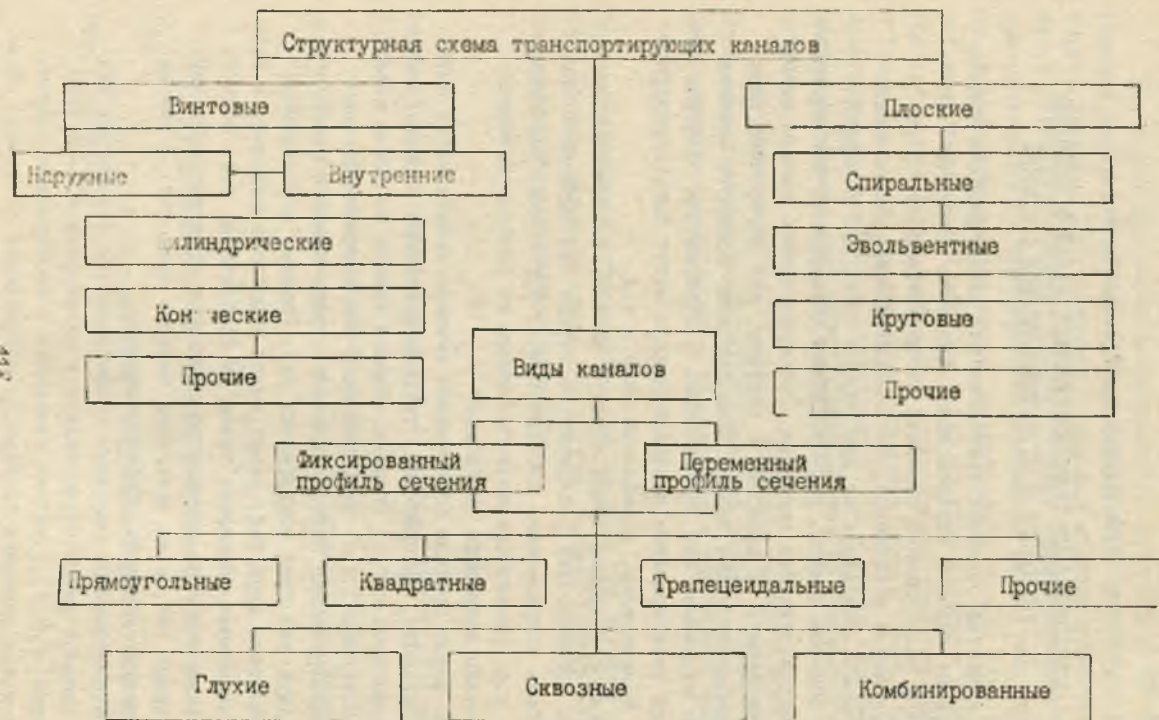 Структурная схема транспортирующих каналов
Винтовые
Плоские
Наружные
Внутренние
Спиральные
Эвольвентные
Круговые
Прочие
Прочие
Виды каналов
Фиксированный
профиль сечения
Переменный
профиль сечения
Прямоугольные
Квадратные
Трапецеидальные
Прочие
Глухие
Сквозные
Комбинированные